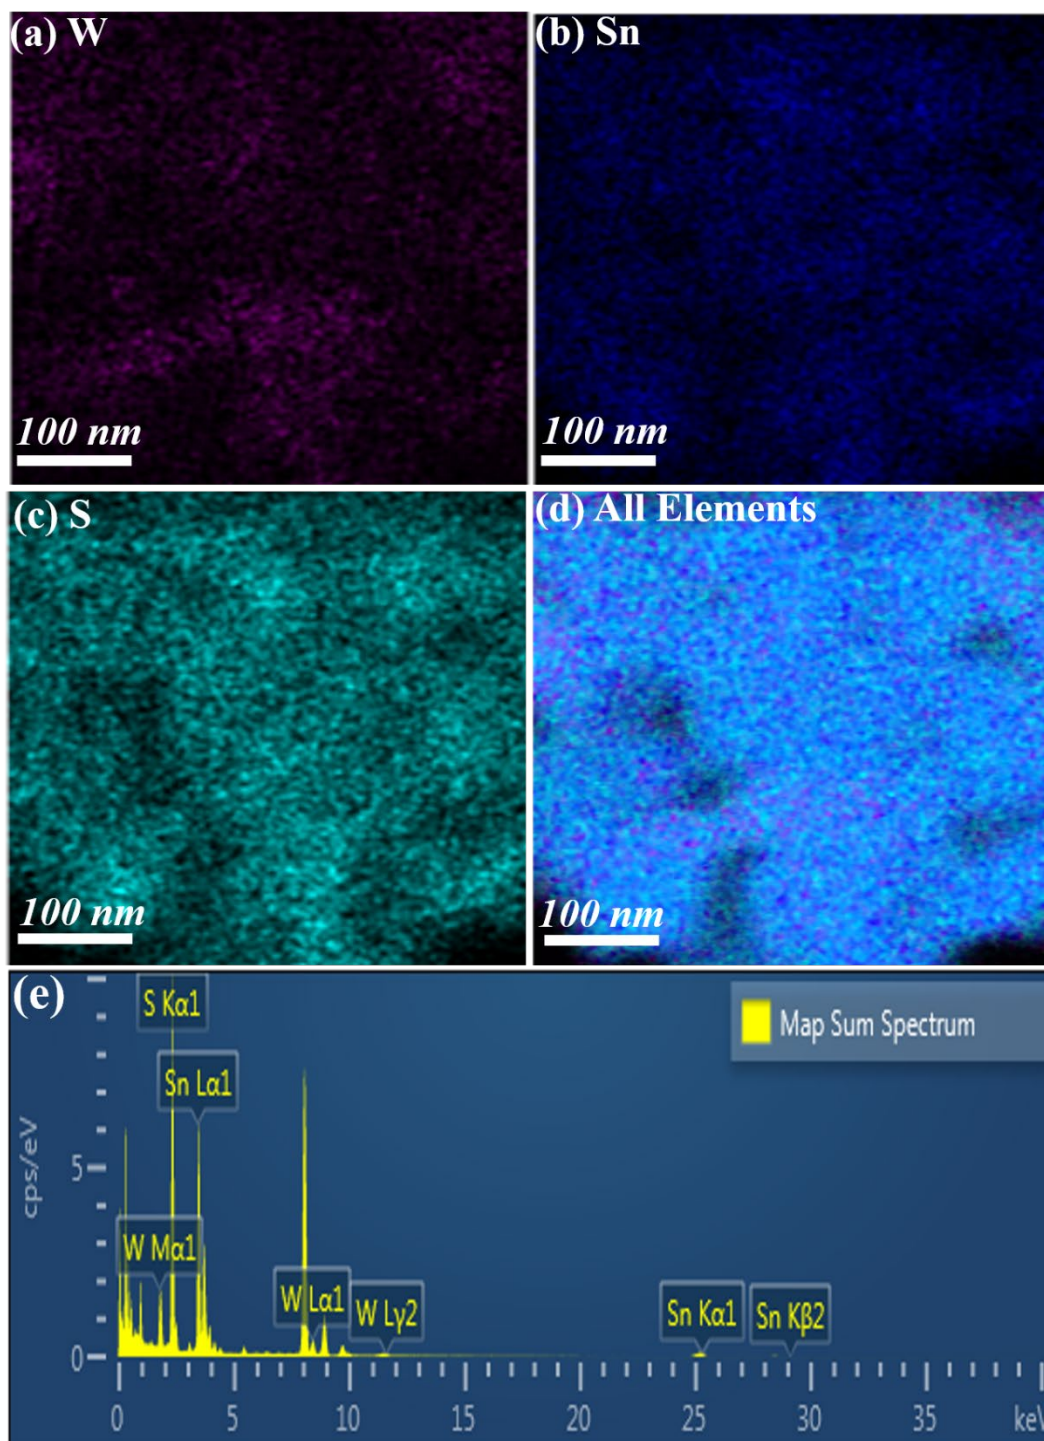 (a) W
(b) Sn
100 nm
100 nm
(c) S
(d) All Elements
100 nm
100 nm
(e)
S Kα1
Map Sum Spectrum
Sn Lα1
cps/eV
5
W Mα1
W Lα1
W Lγ2
Sn Kα1
Sn Kβ2
0
0 5 10 15 20 25 30 35 keV